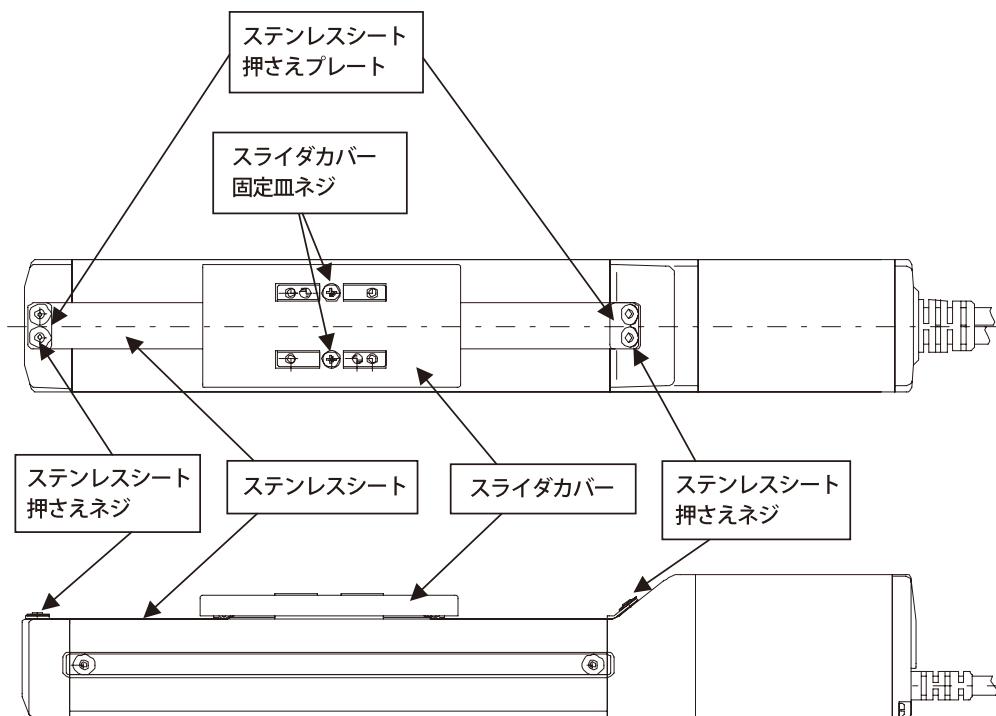 ステンレスシート
押さえプレート
スライダカバー
固定皿ネジ
ステンレスシート
押さえネジ
ステンレスシート
スライダカバー
ステンレスシート
押さえネジ